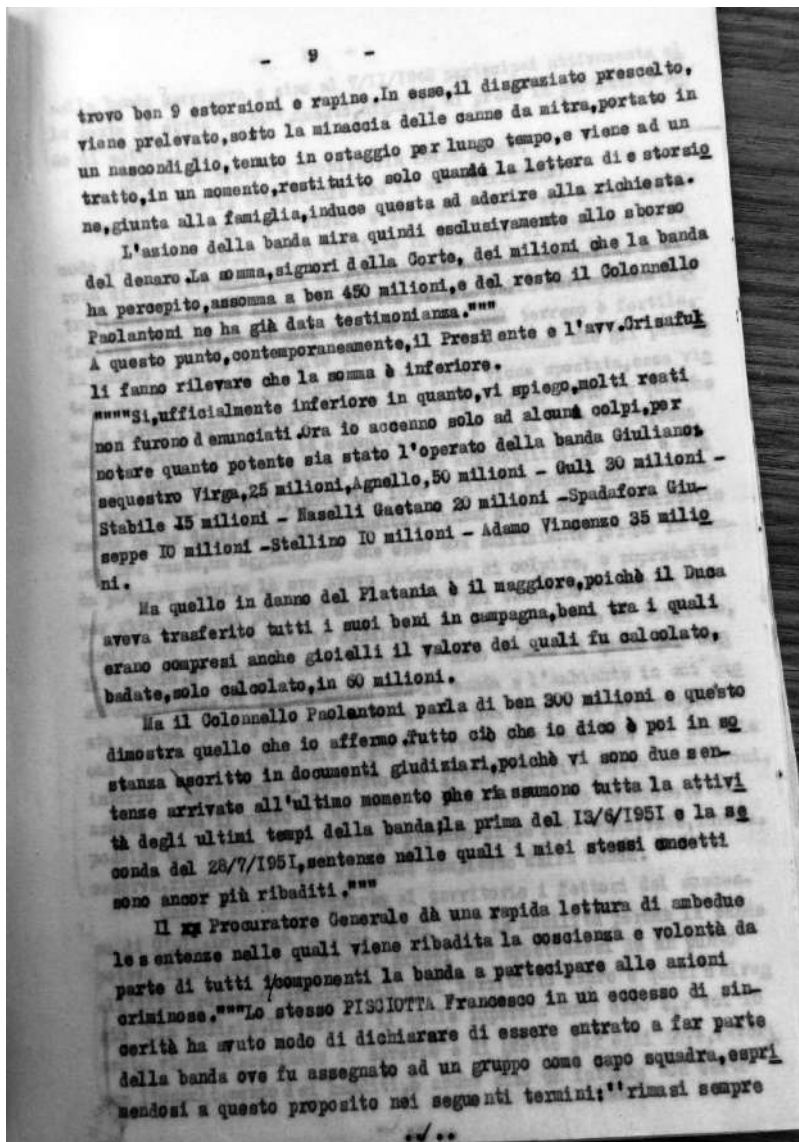 - 9 -
trovo ben 9 estorsioni e rapine.In esse,il disgraziato prescelto,
viene prelevato,sotto la minaccia delle canne da mitra,portato in
un nascondiglio,tenuto in ostaggio per lungo tempo,e viene ad un
tratto,in un momento,restituito solo quando la lettera di e storsio
ne,giunta alla famiglia,induce questa ad aderire alla richiesta.
L'azione della banda mira quindi esclusivamente allo sborso
del denaro.La somma,signori della Corte, dei milioni che la banda
ha percepito,assomma a ben 450 milioni,e del resto il Colonnello
Paolantoni ne ha già data testimonianza."""
A questo punto,contemporaneamente,il Presidente e l'avv.Crisaful
li fanno rilevare che la somma è inferiore.
""""Si,ufficialmente inferiore in quanto,vi spiego,molti reati
non furono d enunciati.Ora io accenno solo ad alcuni colpi,per
notare quanto potente sia stato l'operato della banda Giuliano:
sequestro Virga,25 milioni,Agnello,50 milioni - Gulì 30 milioni -
Stabile 15 milioni - Naselli Gaetano 20 milioni -Spadafora Giu-
seppe IO milioni -Stellino IO milioni - Adamo Vincenzo 35 milio
ni.
Ma quello in danno del Platania è il maggiore,poichè il Duca
aveva trasferito tutti i suoi beni in campagna,beni tra i quali
erano compresi anche gioielli il valore dei quali fu calcolato,
badate,solo calcolato,in 60 milioni.
Ma il Colonnello Paolantoni parla di ben 300 milioni e questo
dimostra quello che io affermo.Tutto ciò che io dico è poi in so
stanza ascritto in documenti giudiziari,poichè vi sono due sen-
tenze arrivate all'ultimo momento che riassumono tutta la attivi
tà degli ultimi tempi della banda;la prima del I3/6/I95I e la se
conda del 28/7/I95I,sentenze nelle quali i miei stessi concetti
sono ancor più ribaditi."""
Il xx Procuratore Generale dà una rapida lettura di ambedue
le s entenze nelle quali viene ribadita la coscienza e volontà da
parte di tutti i componenti la banda a partecipare alle azioni
criminose."""Lo stesso PISCIOTTA Francesco in un eccesso di sin-
cerità ha avuto modo di dichiarare di essere entrato a far parte
della banda ove fu assegnato ad un gruppo come capo squadra,espri
mendosi a questo proposito nei seguenti termini:"rimasi sempre
../..